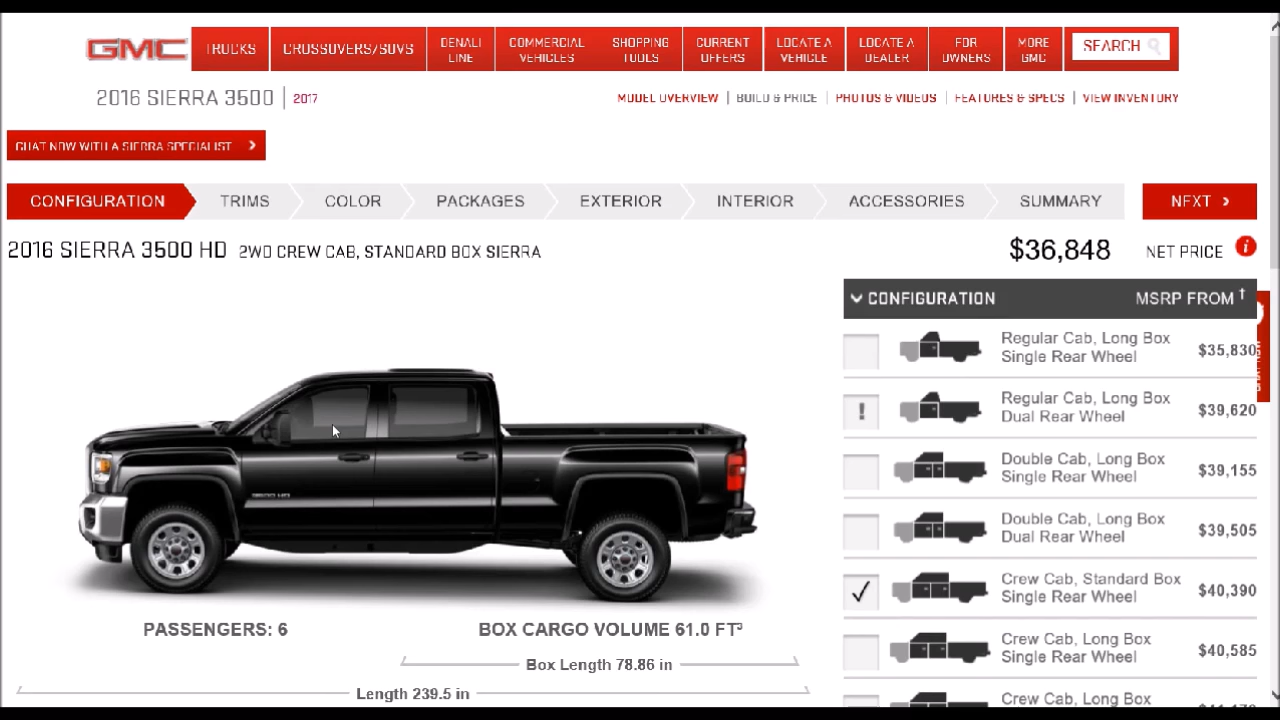 GMC
TRUCKS
CROSSOVERS/SUVS
DENALI
LINE
COMMERCIAL
VEHICLES
SHOPPING
TOOLS
CURRENT
OFFERS
LOCATE A
VEHICLE
LOCATE A
DEALER
FOR
OWNERS
MORE
GMC
SEARCH
2016 SIERRA 3500 | 2017
MODEL OVERVIEW | BUILD & PRICE | PHOTOS & VIDEOS | FEATURES & SPECS | VIEW INVENTORY
CHAT NOW WITH A SIERRA SPECIALIST
CONFIGURATION TRIMS COLOR PACKAGES EXTERIOR INTERIOR ACCESSORIES SUMMARY NEXT
2016 SIERRA 3500 HD 2WD CREW CAB, STANDARD BOX SIERRA
$36,848 NET PRICE i
CONFIGURATION MSRP FROM †
Regular Cab, Long Box
Single Rear Wheel $35,830
Regular Cab, Long Box
Dual Rear Wheel $39,620
Double Cab, Long Box
Single Rear Wheel $39,155
Double Cab, Long Box
Dual Rear Wheel $39,505
Crew Cab, Standard Box
Single Rear Wheel $40,390
Crew Cab, Long Box
Single Rear Wheel $40,585
Crew Cab, Long Box
PASSENGERS: 6
BOX CARGO VOLUME 61.0 FT³
Box Length 78.86 in
Length 239.5 in